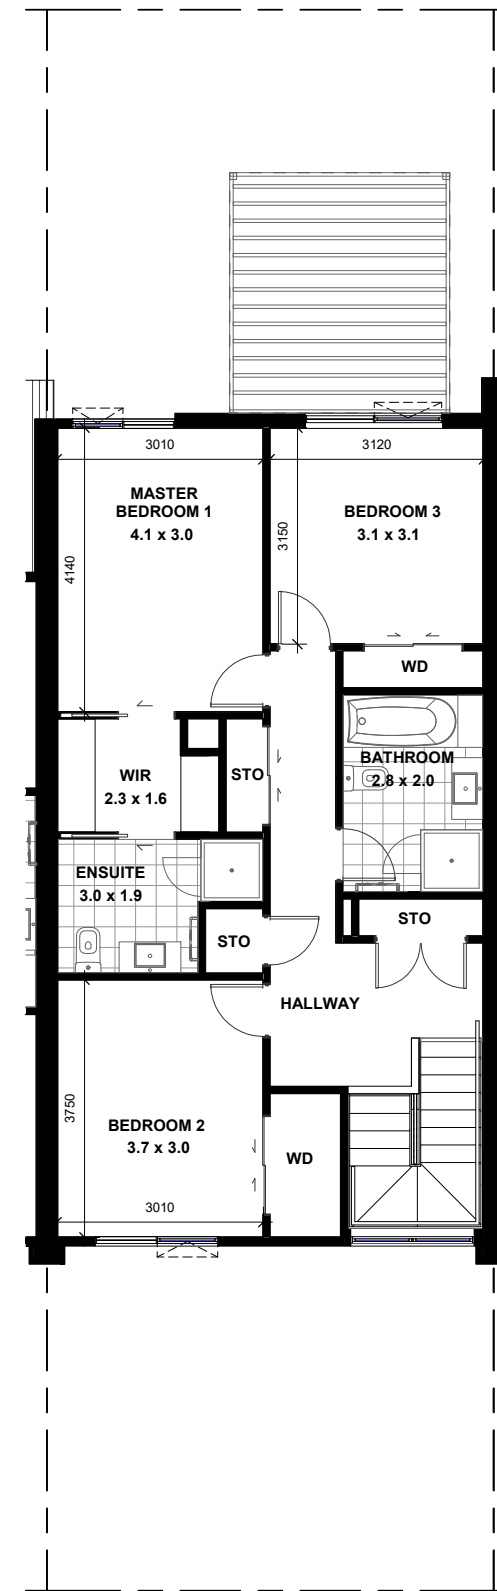 3010
3120
MASTER
BEDROOM 1
4.1 x 3.0
BEDROOM 3
3.1 x 3.1
3150
4140
WD
BATHROOM
2.8 x 2.0
STO
WIR
2.3 x 1.6
ENSUITE
3.0 x 1.9
STO
STO
HALLWAY
3750
BEDROOM 2
3.7 x 3.0
WD
3010